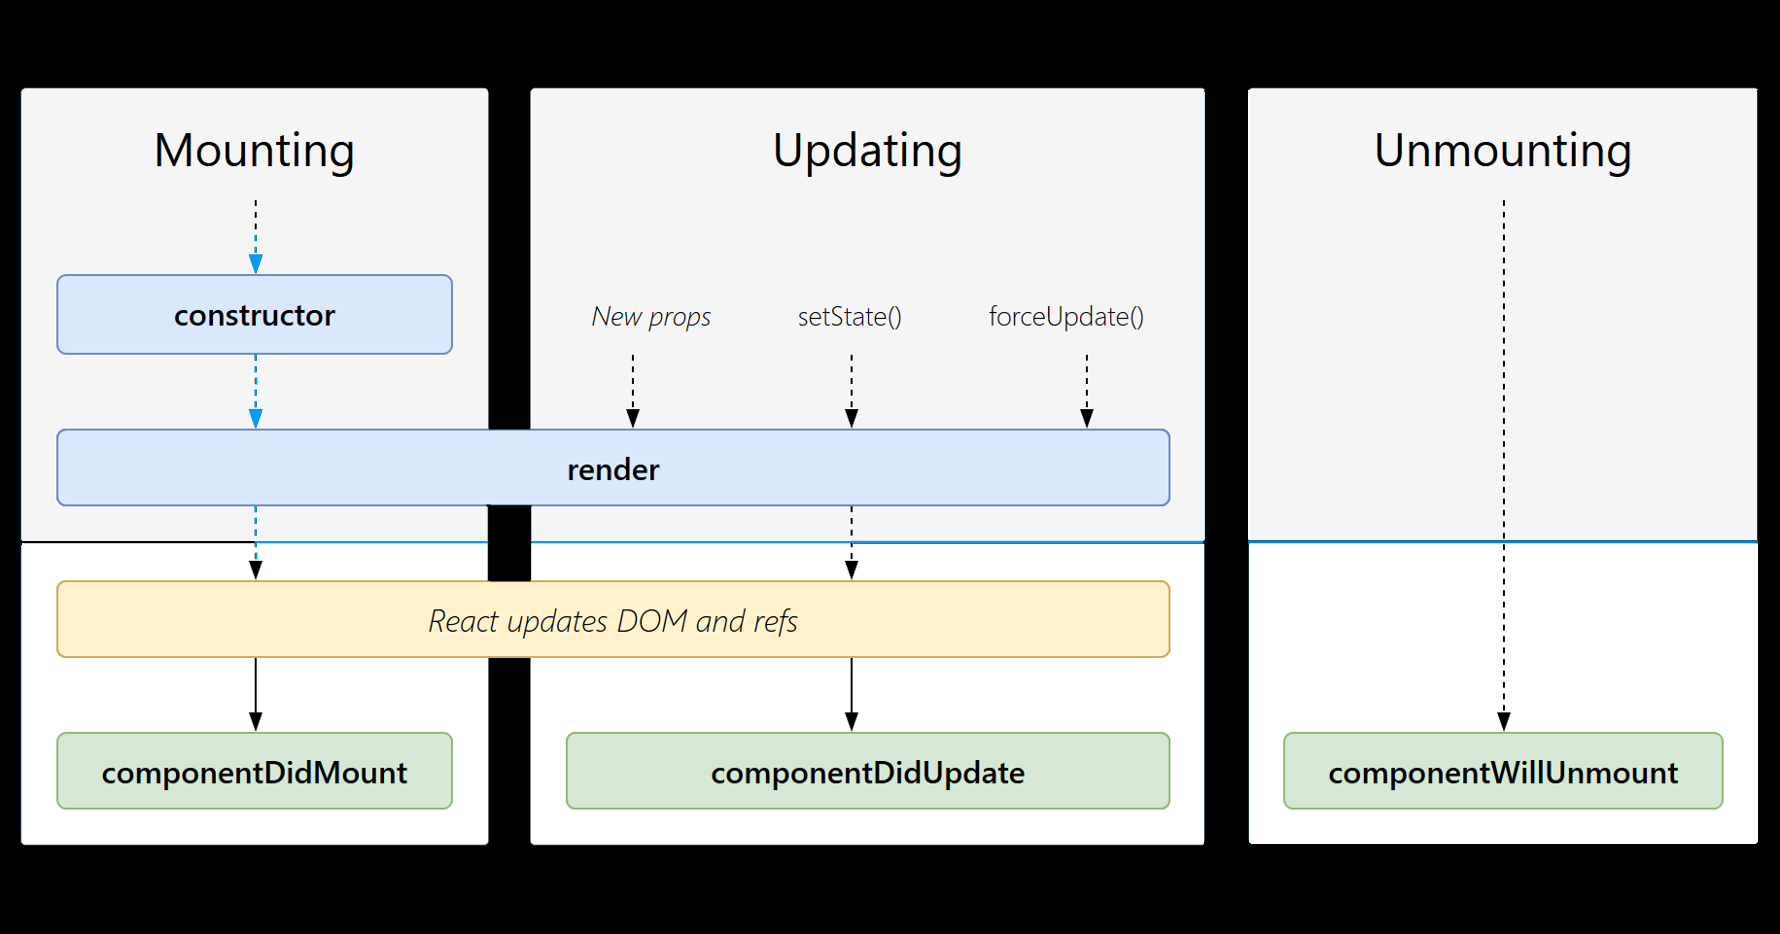 Mounting
Updating
Unmounting
constructor
New props
setState()
forceUpdate()
render
React updates DOM and refs
componentDidMount
componentDidUpdate
componentWillUnmount